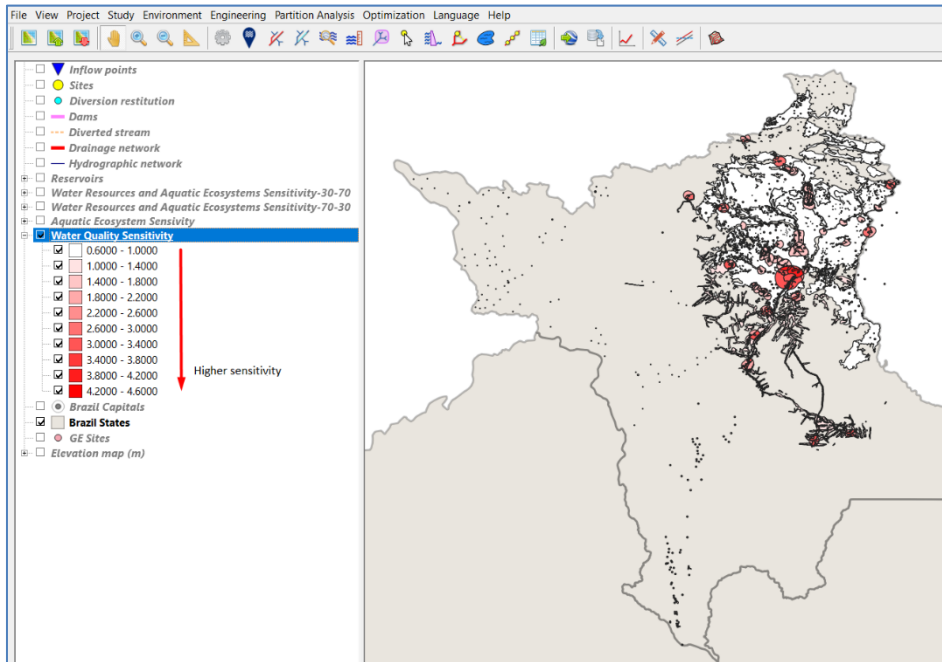 File View Project Study Environment Engineering Partition Analysis Optimization Language Help
Inflow points
Sites
Diversion restitution
Dams
Diverted stream
Drainage network
Hydrographic network
Reservoirs
Water Resources and Aquatic Ecosystems Sensitivity-30-70
Water Resources and Aquatic Ecosystems Sensitivity-70-30
Aquatic Ecosystem Sensivity
Water Quality Sensitivity
0.6000 - 1.0000
1.0000 - 1.4000
1.4000 - 1.8000
1.8000 - 2.2000
2.2000 - 2.6000
2.6000 - 3.0000
3.0000 - 3.4000
3.4000 - 3.8000
3.8000 - 4.2000
4.2000 - 4.6000
Higher sensitivity
Brazil Capitals
Brazil States
GE Sites
Elevation map (m)